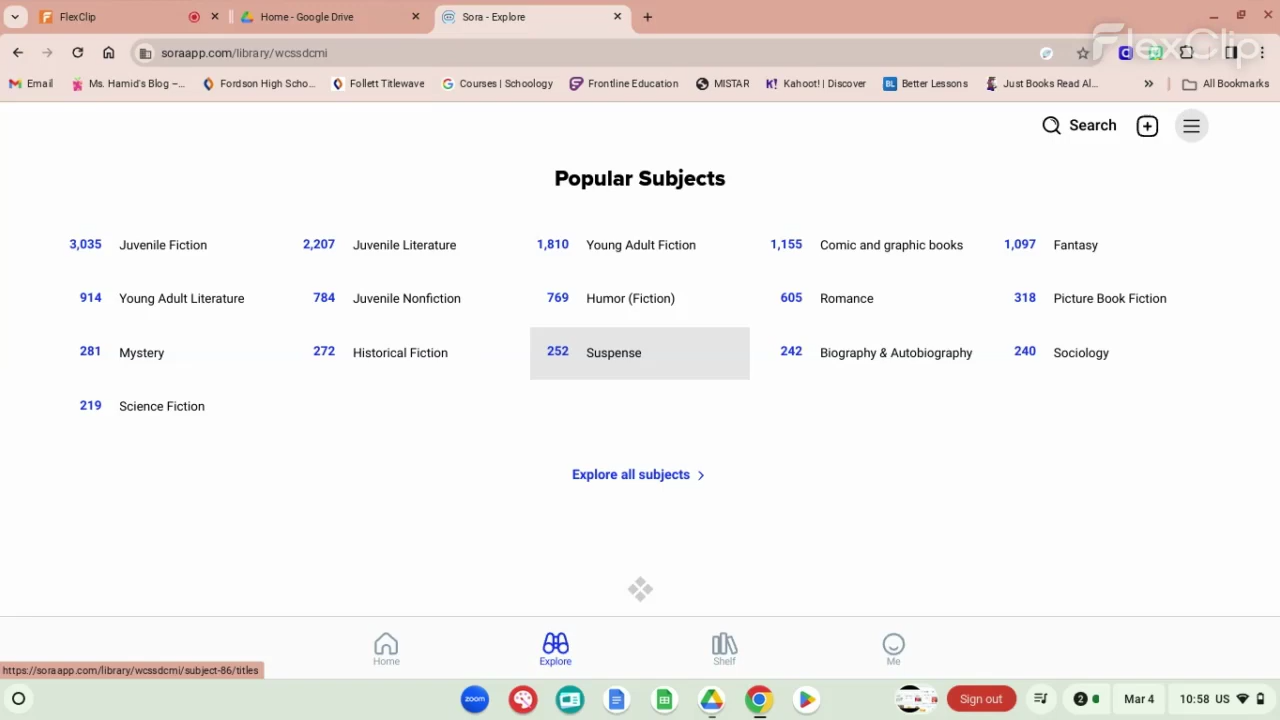 FlexClip
Home - Google Drive
Sora - Explore
soraapp.com/library/wcssdcmi
FlexClip
Email
Ms. Hamid's Blog –...
Fordson High Scho...
Follett Titlewave
Courses | Schoology
Frontline Education
MISTAR
Kahoot! | Discover
BL Better Lessons
Just Books Read Al...
»
All Bookmarks
Search
Popular Subjects
3,035 Juvenile Fiction
2,207 Juvenile Literature
1,810 Young Adult Fiction
1,155 Comic and graphic books
1,097 Fantasy
914 Young Adult Literature
784 Juvenile Nonfiction
769 Humor (Fiction)
605 Romance
318 Picture Book Fiction
281 Mystery
272 Historical Fiction
252 Suspense
242 Biography & Autobiography
240 Sociology
219 Science Fiction
Explore all subjects >
Home
Explore
Shelf
Me
https://soraapp.com/library/wcssdcmi/subject-86/titles
zoom
Sign out
2
Mar 4
10:58 US